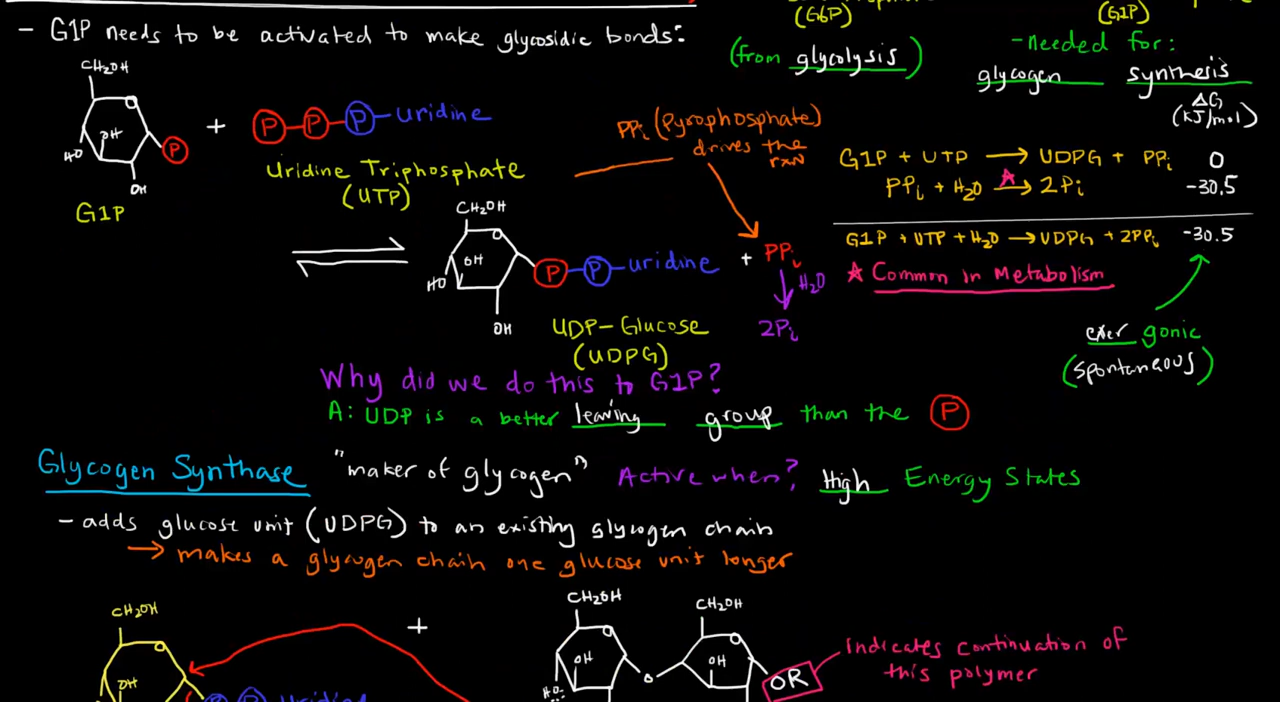 (G6P)
(G1P)
- G1P needs to be activated to make glycosidic bonds:
(from glycolysis)
-needed for:
glycogen synthesis
ΔG
(kJ/mol)
CH₂OH
O
OH
HO
P
OH
G1P
+
P-P-P-uridine
Uridine Triphosphate
(UTP)
PPi (Pyrophosphate)
drives the
rxn
G1P + UTP → UDPG + PPi 0
PPi + H₂O → 2Pi -30.5
G1P + UTP + H₂O → UDPG + 2PPi -30.5
☆ Common in Metabolism
exer gonic
(spontaneous)
CH₂OH
O
OH
HO
OH
P-P-uridine
+ PPi
H₂O
2Pi
UDP-Glucose
(UDPG)
Why did we do this to G1P?
A: UDP is a better leaving group than the P
Glycogen Synthase "maker of glycogen" Active when? High Energy States
- adds glucose unit (UDPG) to an existing glycogen chain
→ makes a glycogen chain one glucose unit longer
CH₂OH
O
OH
+
CH₂OH
OH
HO
O
CH₂OH
O
OH
OR
Indicates continuation of
this polymer